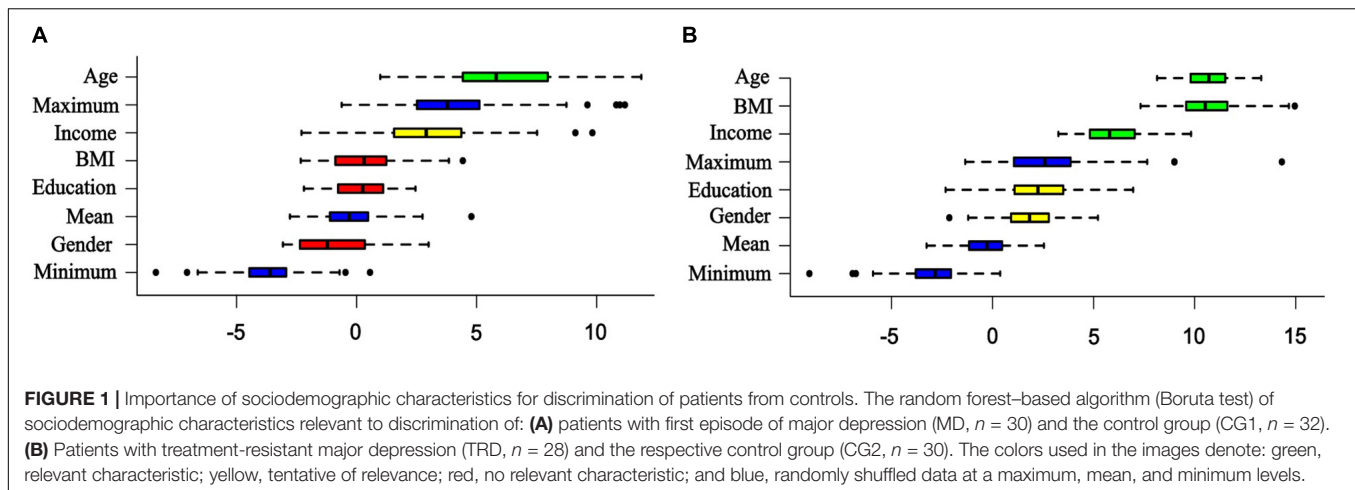 A
Age
Maximum
Income
BMI
Education
Mean
Gender
Minimum
-5 0 5 10
B
Age
BMI
Income
Maximum
Education
Gender
Mean
Minimum
-5 0 5 10 15
FIGURE 1 | Importance of sociodemographic characteristics for discrimination of patients from controls. The random forest–based algorithm (Boruta test) of
sociodemographic characteristics relevant to discrimination of: (A) patients with first episode of major depression (MD, n = 30) and the control group (CG1, n = 32).
(B) Patients with treatment-resistant major depression (TRD, n = 28) and the respective control group (CG2, n = 30). The colors used in the images denote: green,
relevant characteristic; yellow, tentative of relevance; red, no relevant characteristic; and blue, randomly shuffled data at a maximum, mean, and minimum levels.